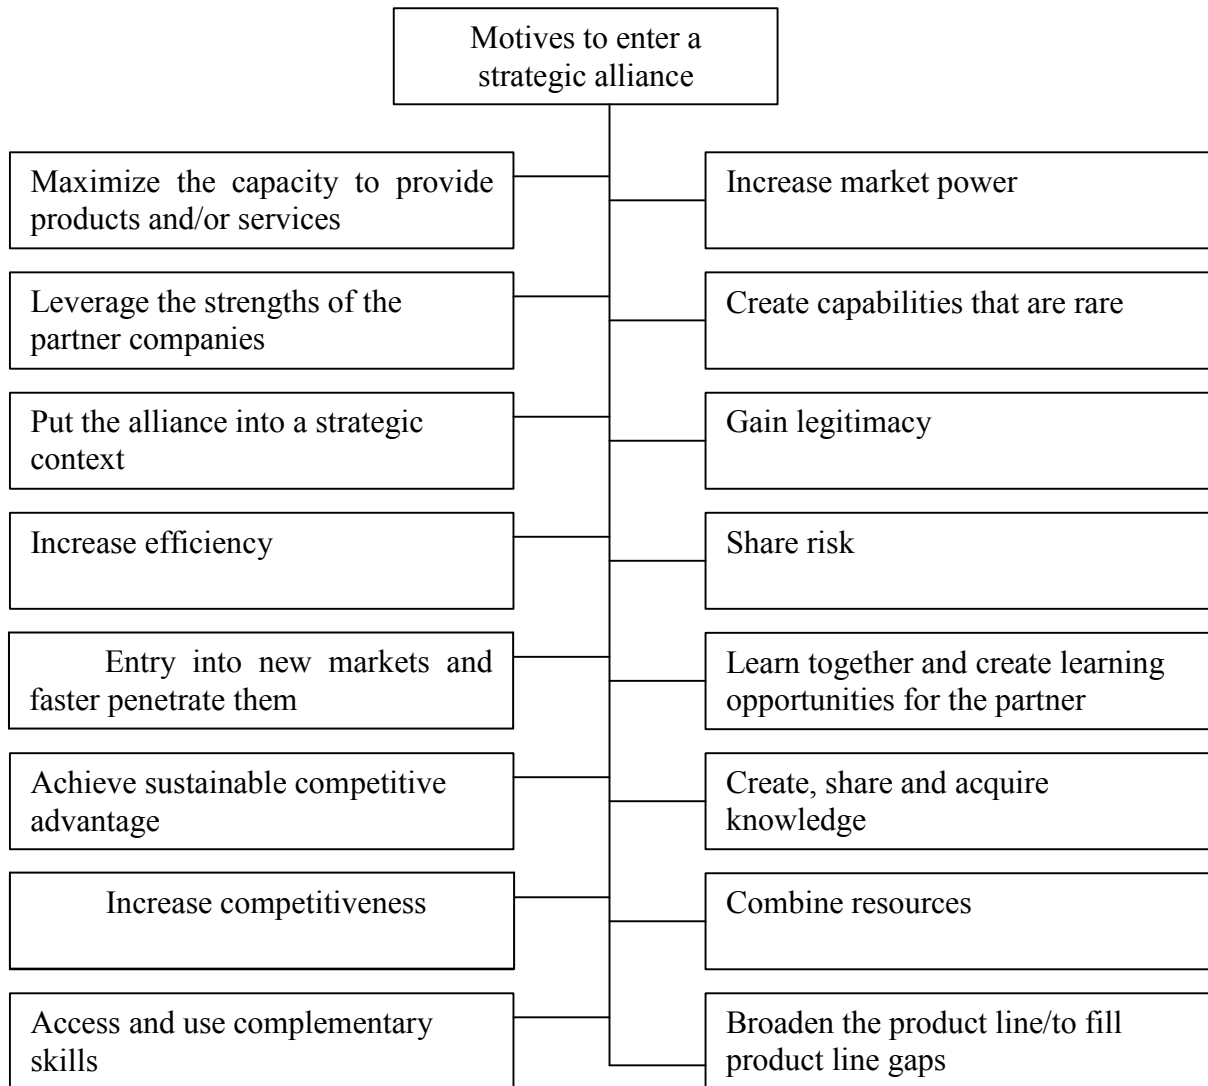 Motives to enter a
strategic alliance
Maximize the capacity to provide
products and/or services
Increase market power
Leverage the strengths of the
partner companies
Create capabilities that are rare
Put the alliance into a strategic
context
Gain legitimacy
Increase efficiency
Share risk
Entry into new markets and
faster penetrate them
Learn together and create learning
opportunities for the partner
Achieve sustainable competitive
advantage
Create, share and acquire
knowledge
Increase competitiveness
Combine resources
Access and use complementary
skills
Broaden the product line/to fill
product line gaps